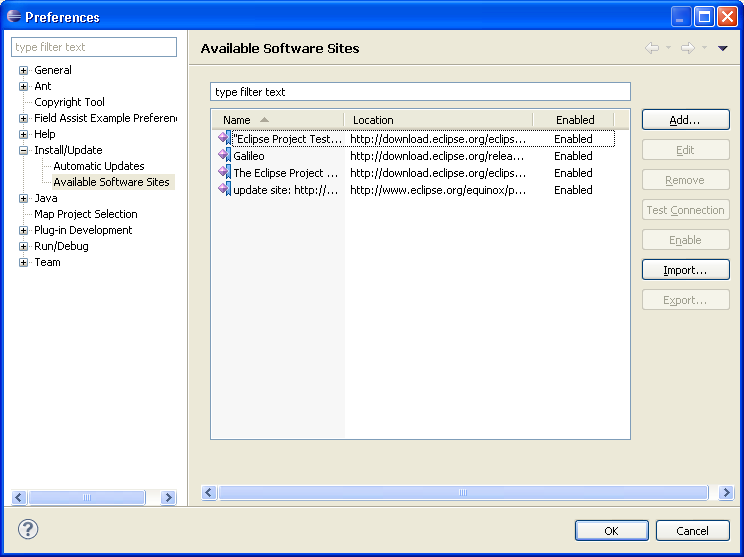 Preferences
type filter text
General
Ant
Copyright Tool
Field Assist Example Preferen
Help
Install/Update
Automatic Updates
Available Software Sites
Java
Map Project Selection
Plug-in Development
Run/Debug
Team
Available Software Sites
type filter text
Name Location Enabled
"Eclipse Project Test... http://download.eclipse.org/eclips... Enabled
Galileo http://download.eclipse.org/relea... Enabled
The Eclipse Project ... http://download.eclipse.org/eclips... Enabled
update site: http://... http://www.eclipse.org/equinox/p... Enabled
Add...
Edit
Remove
Test Connection
Enable
Import...
Export...
?
OK Cancel